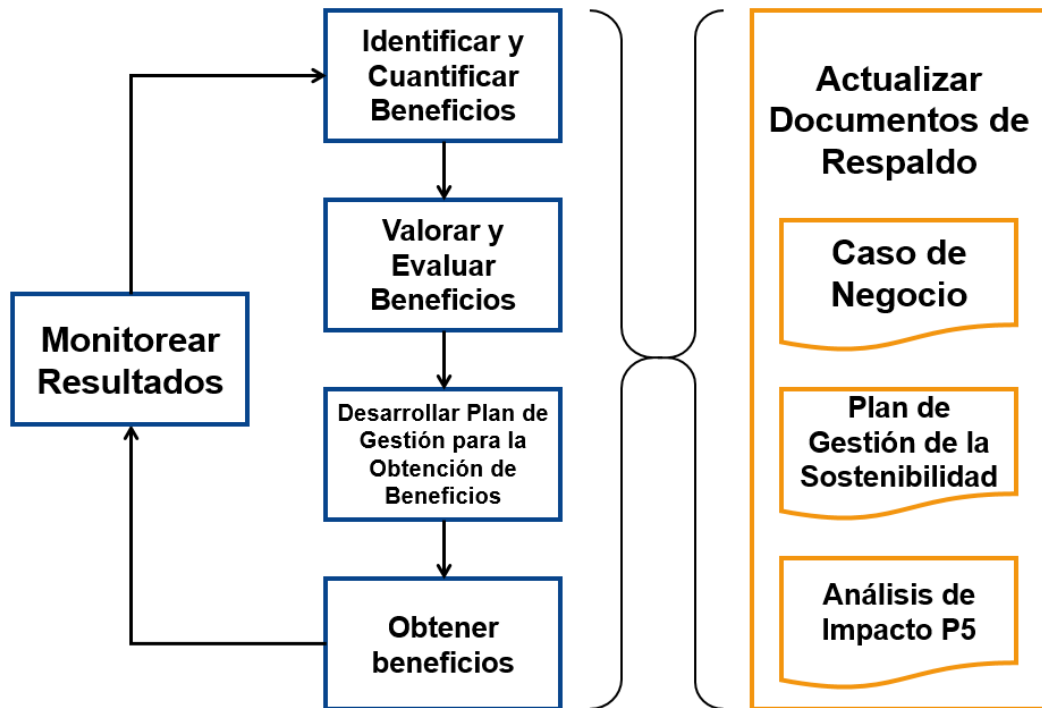 Identificar y
Cuantificar
Beneficios
Valorar y
Evaluar
Beneficios
Desarrollar Plan de
Gestión para la
Obtención de
Beneficios
Obtener
beneficios
Monitorear
Resultados
Actualizar
Documentos de
Respaldo
Caso de
Negocio
Plan de
Gestión de la
Sostenibilidad
Análisis de
Impacto P5